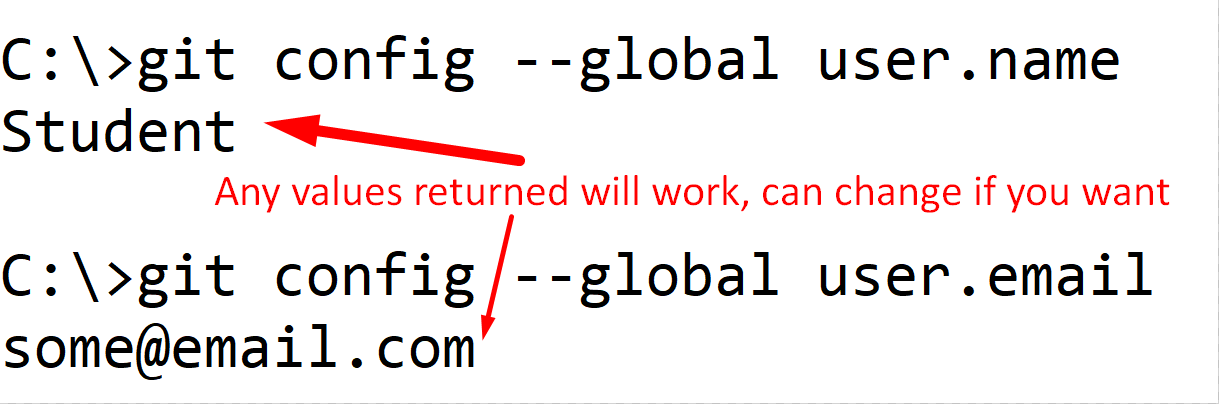 C:\>git config --global user.name
Student
Any values returned will work, can change if you want
C:\>git config --global user.email
some@email.com